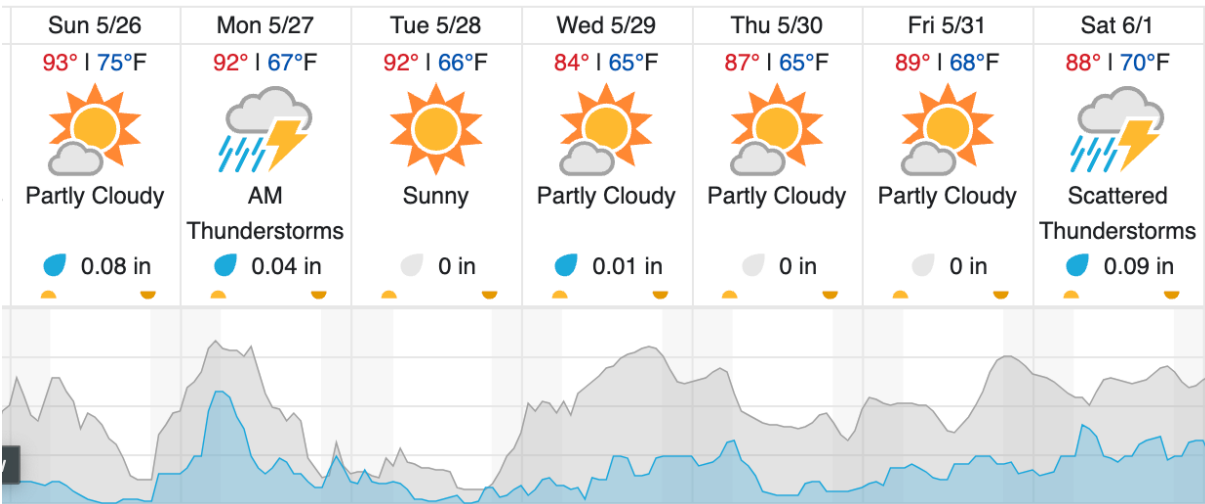 Sun 5/26
Mon 5/27
Tue 5/28
Wed 5/29
Thu 5/30
Fri 5/31
Sat 6/1
93° | 75°F
92° | 67°F
92° | 66°F
84° | 65°F
87° | 65°F
89° | 68°F
88° | 70°F
Partly Cloudy
AM
Sunny
Partly Cloudy
Partly Cloudy
Partly Cloudy
Scattered
Thunderstorms
Thunderstorms
0.08 in
0.04 in
0 in
0.01 in
0 in
0 in
0.09 in